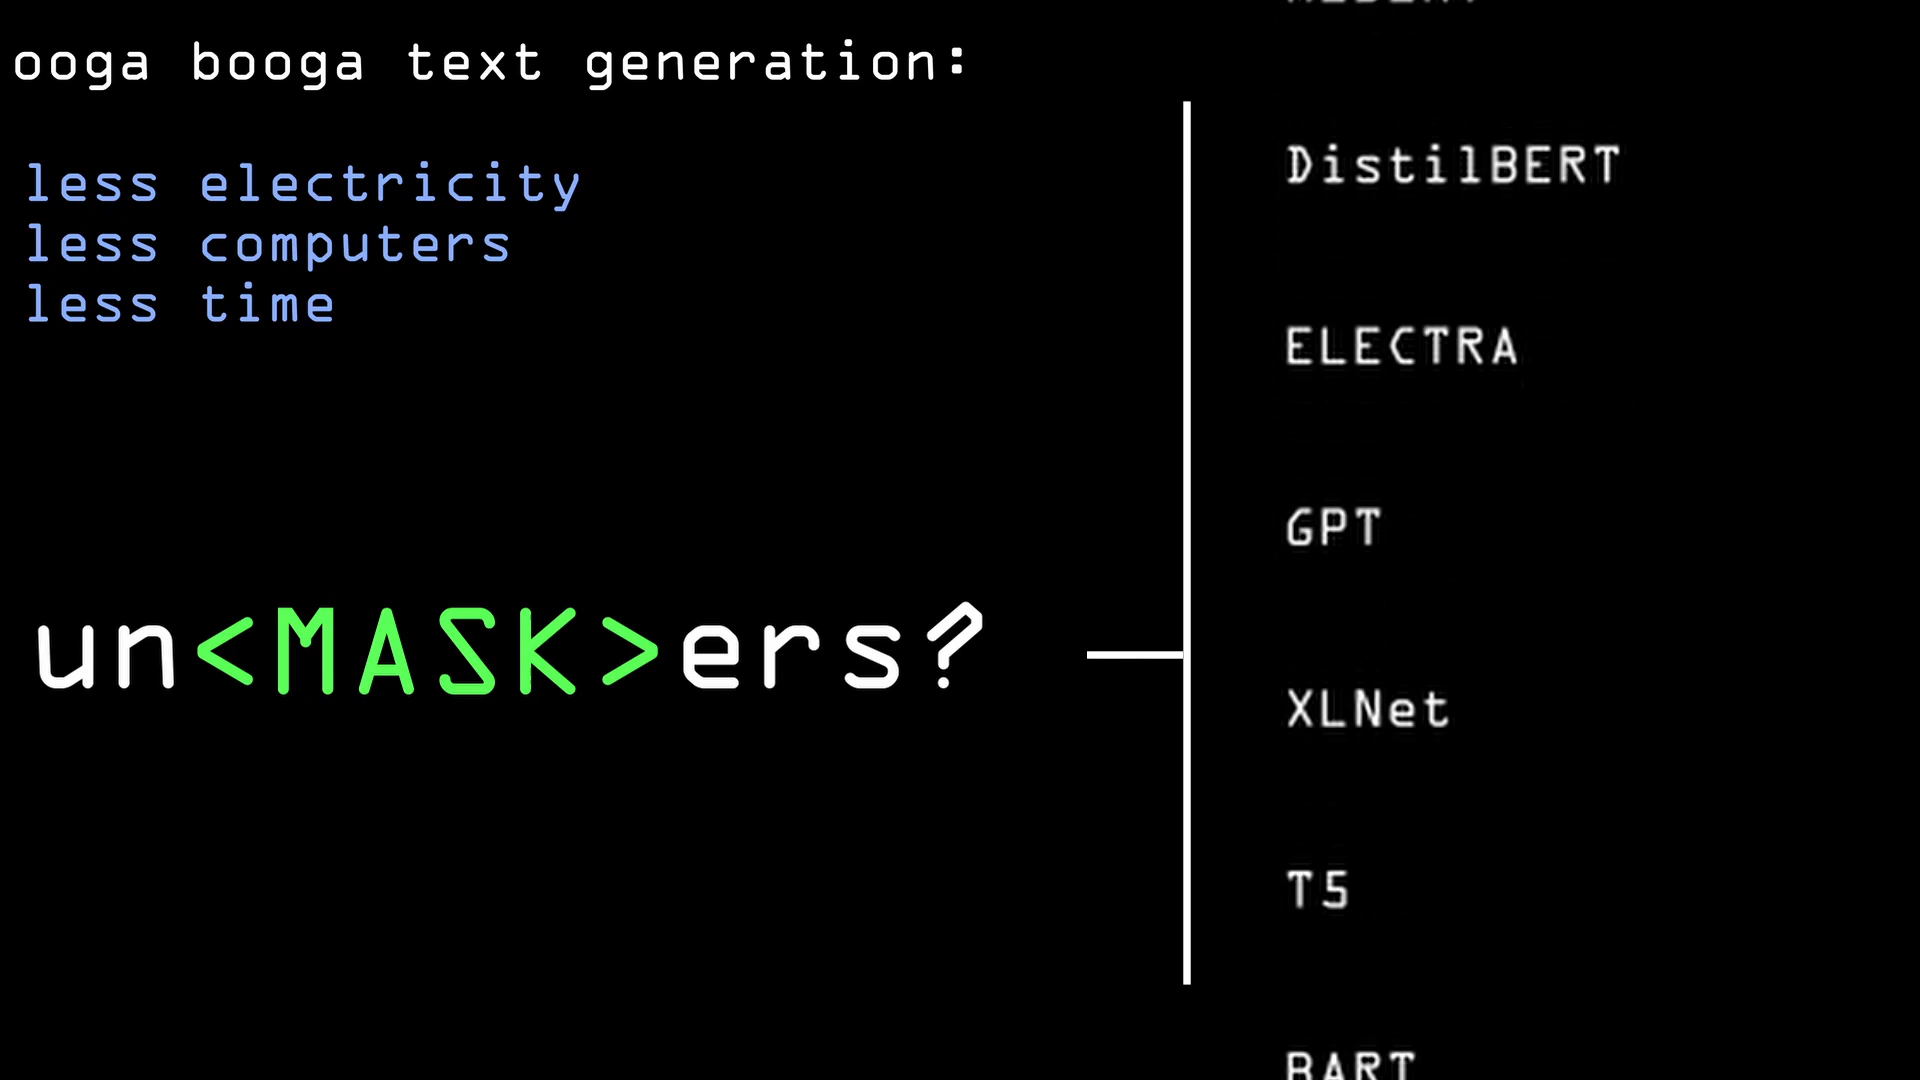 ooga booga text generation:
less electricity
less computers
less time
un<MASK>ers?
DistilBERT
ELECTRA
GPT
XLNet
T5
BART